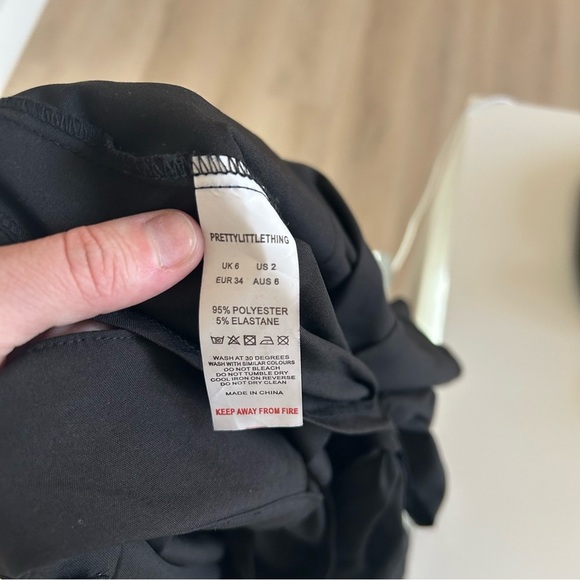 PRETTYLITTLETHING
UK 6 US 2
EUR 34 AUS 6
95% POLYESTER
5% ELASTANE
WASH AT 30 DEGREES
WASH WITH SIMILAR COLOURS
DO NOT BLEACH
DO NOT TUMBLE DRY
COOL IRON ON REVERSE
DO NOT DRY CLEAN
MADE IN CHINA
KEEP AWAY FROM FIRE